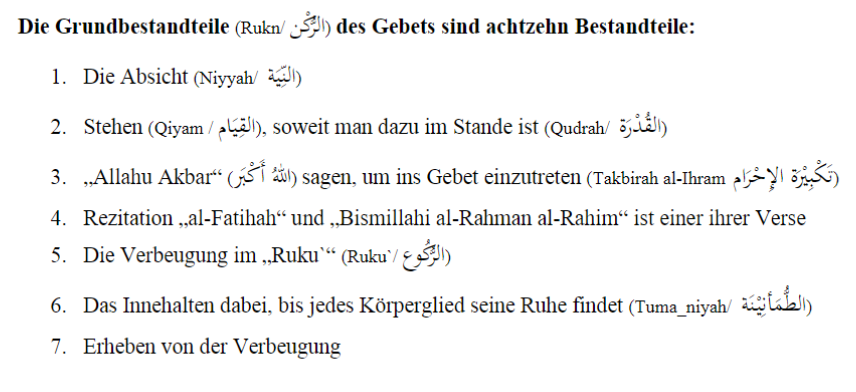 Die Grundbestandteile (Rukn/ الرُّكْن) des Gebets sind achtzehn Bestandteile:
1. Die Absicht (Niyyah/ النِّيَة)
2. Stehen (Qiyam / القِيَام), soweit man dazu im Stande ist (Qudrah/ القُدْرَة)
3. „Allahu Akbar“ (اللهُ أَكْبَر) sagen, um ins Gebet einzutreten (Takbirah al-Ihram تَكْبِيْرَة الإِحْرَام)
4. Rezitation „al-Fatihah“ und „Bismillahi al-Rahman al-Rahim“ ist einer ihrer Verse
5. Die Verbeugung im „Ruku`“ (Ruku`/ الرُّكُوع)
6. Das Innehalten dabei, bis jedes Körperglied seine Ruhe findet (Tuma_niyah/ الطُّمَأنِيْنَة)
7. Erheben von der Verbeugung